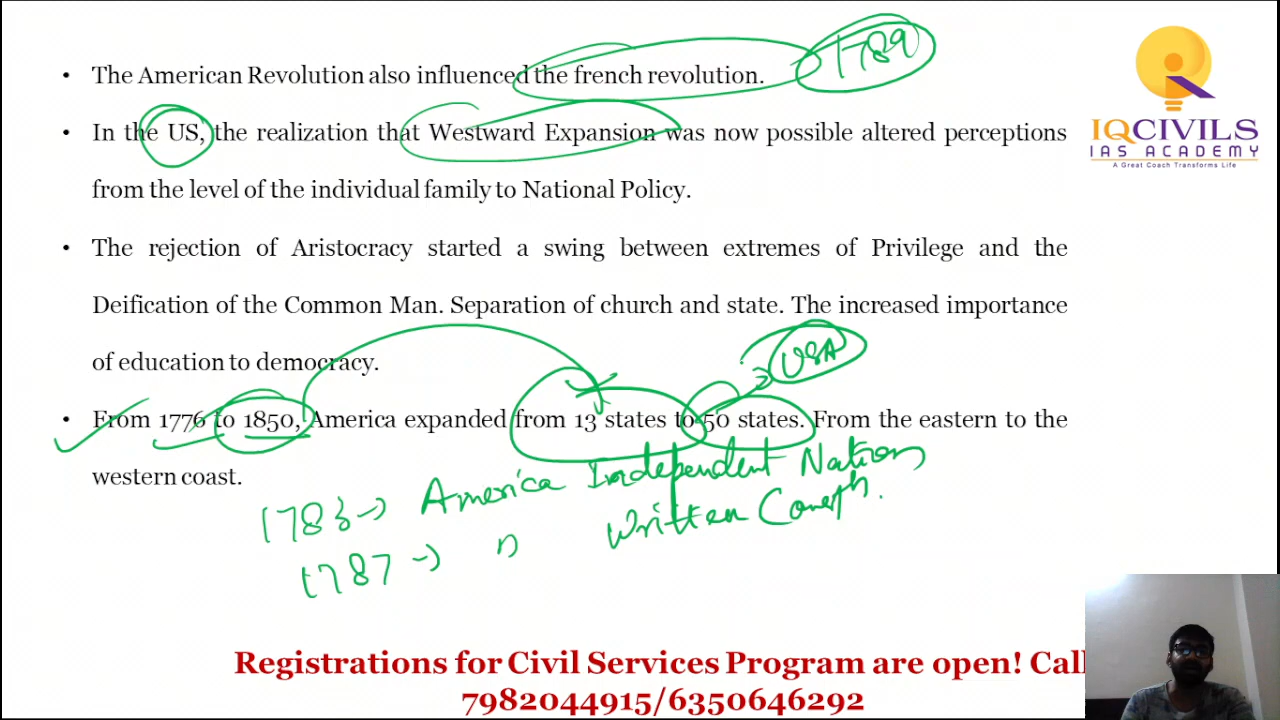 • The American Revolution also influenced the french revolution.
1789
• In the US, the realization that Westward Expansion was now possible altered perceptions
from the level of the individual family to National Policy.
• The rejection of Aristocracy started a swing between extremes of Privilege and the
Deification of the Common Man. Separation of church and state. The increased importance
of education to democracy.
USA
• From 1776 to 1850, America expanded from 13 states to 50 states. From the eastern to the
western coast.
1783 → America Independent Nation
1787 → Written
IQCIVILS
IAS ACADEMY
A Great Coach Transforms Life
Registrations for Civil Services Program are open! Call
7982044915/6350646292